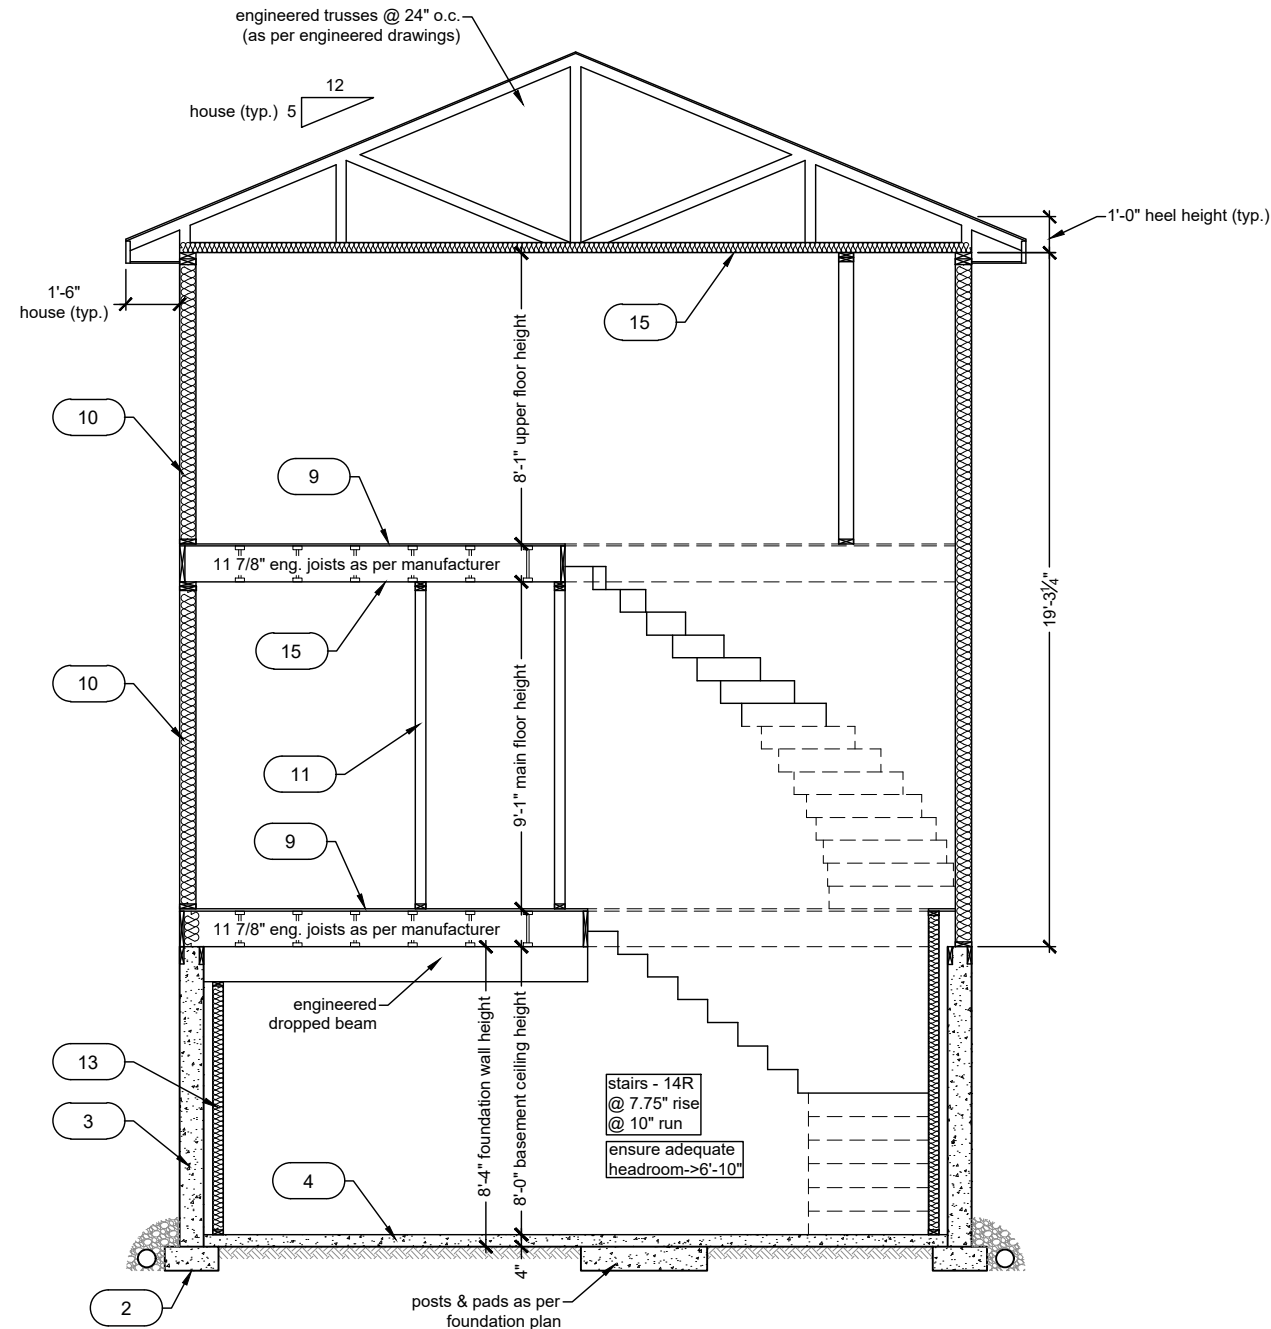 engineered trusses @ 24" o.c.
(as per engineered drawings)
12
house (typ.) 5
1'-0" heel height (typ.)
1'-6"
house (typ.)
15
8'-1" upper floor height
10
9
11 7/8" eng. joists as per manufacturer
19'-3¼"
15
10
9'-1" main floor height
11
9
11 7/8" eng. joists as per manufacturer
engineered
dropped beam
8'-4" foundation wall height
8'-0" basement ceiling height
13
stairs - 14R
@ 7.75" rise
@ 10" run
3
ensure adequate
headroom->6'-10"
4
4"
2
posts & pads as per
foundation plan